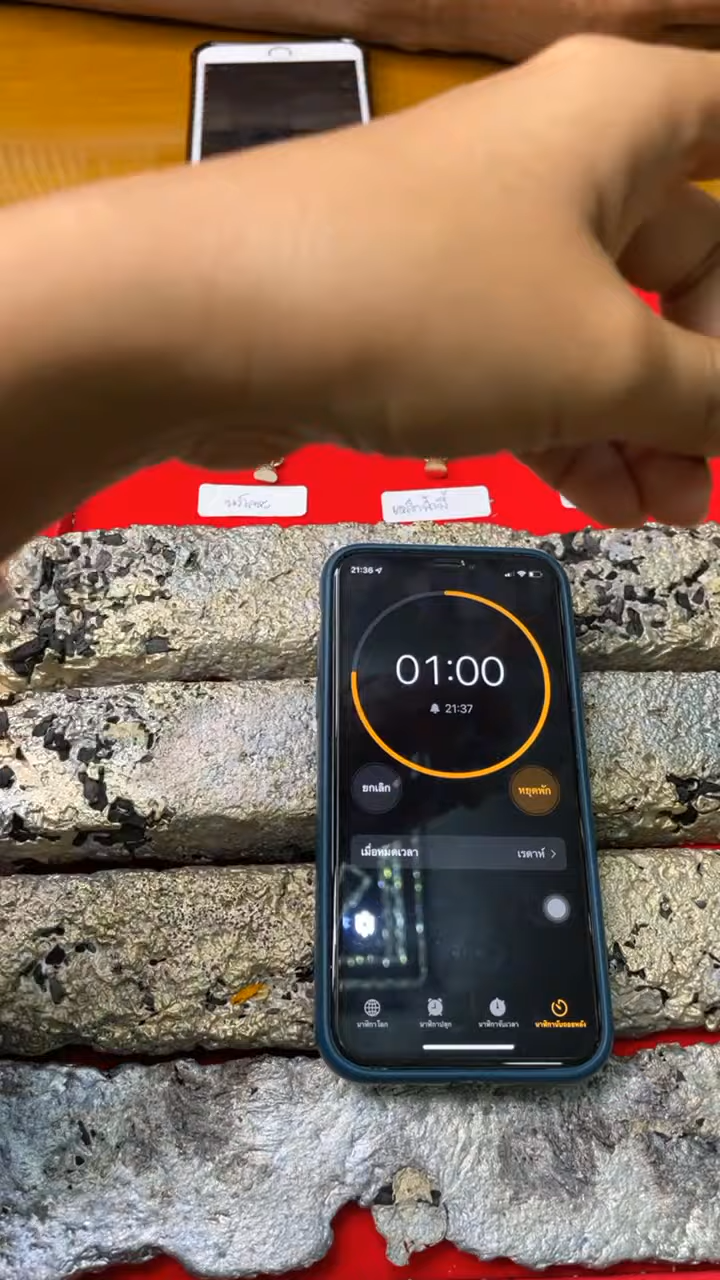 21:36
01:00
21:37
ยกเลิก
หยุดพัก
เมื่อหมดเวลา
เรดาห์
นาฬิกาโลก
นาฬิกาปลุก
นาฬิกาจับเวลา
นาฬิกานับถอยหลัง